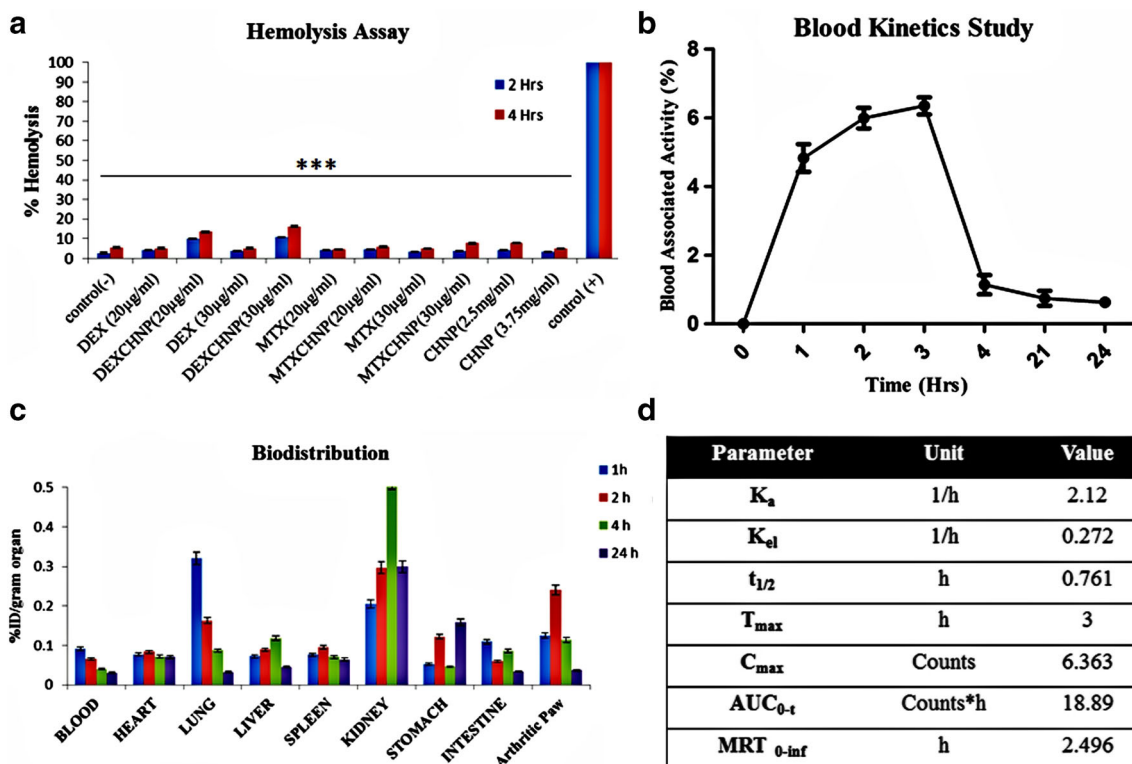 a
Hemolysis Assay
% Hemolysis
100
90
80
70
60
50
40
30
20
10
0
2 Hrs
4 Hrs
***
control(-)
DEX (20µg/ml)
DEXCHNP(20µg/ml)
DEX (30µg/ml)
DEXCHNP(30µg/ml)
MTX(20µg/ml)
MTXCHNP(20µg/ml)
MTX(30µg/ml)
MTXCHNP(30µg/ml)
CHNP(2.5mg/ml)
CHNP (3.75mg/ml)
control (+)
b
Blood Kinetics Study
Blood Associated Activity (%)
8
6
4
2
0
0 1 2 3 4 21 24
Time (Hrs)
c
Biodistribution
%ID/gram organ
0.5
0.4
0.3
0.2
0.1
0
1h
2 h
4 h
24 h
BLOOD
HEART
LUNG
LIVER
SPLEEN
KIDNEY
STOMACH
INTESTINE
Arthritic Paw
d
Parameter Unit Value
Ka 1/h 2.12
Kel 1/h 0.272
t1/2 h 0.761
Tmax h 3
Cmax Counts 6.363
AUC0-t Counts*h 18.89
MRT 0-inf h 2.496